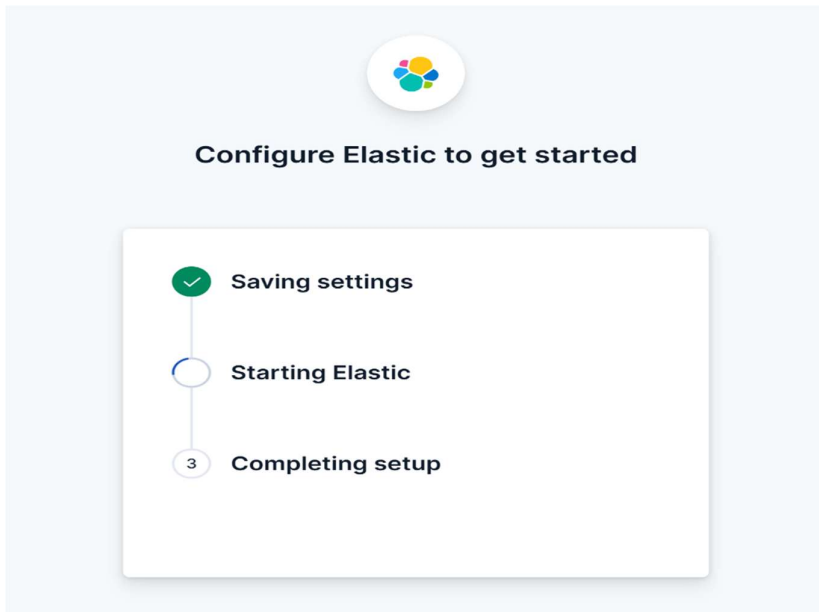 Configure Elastic to get started
Saving settings
Starting Elastic
3 Completing setup